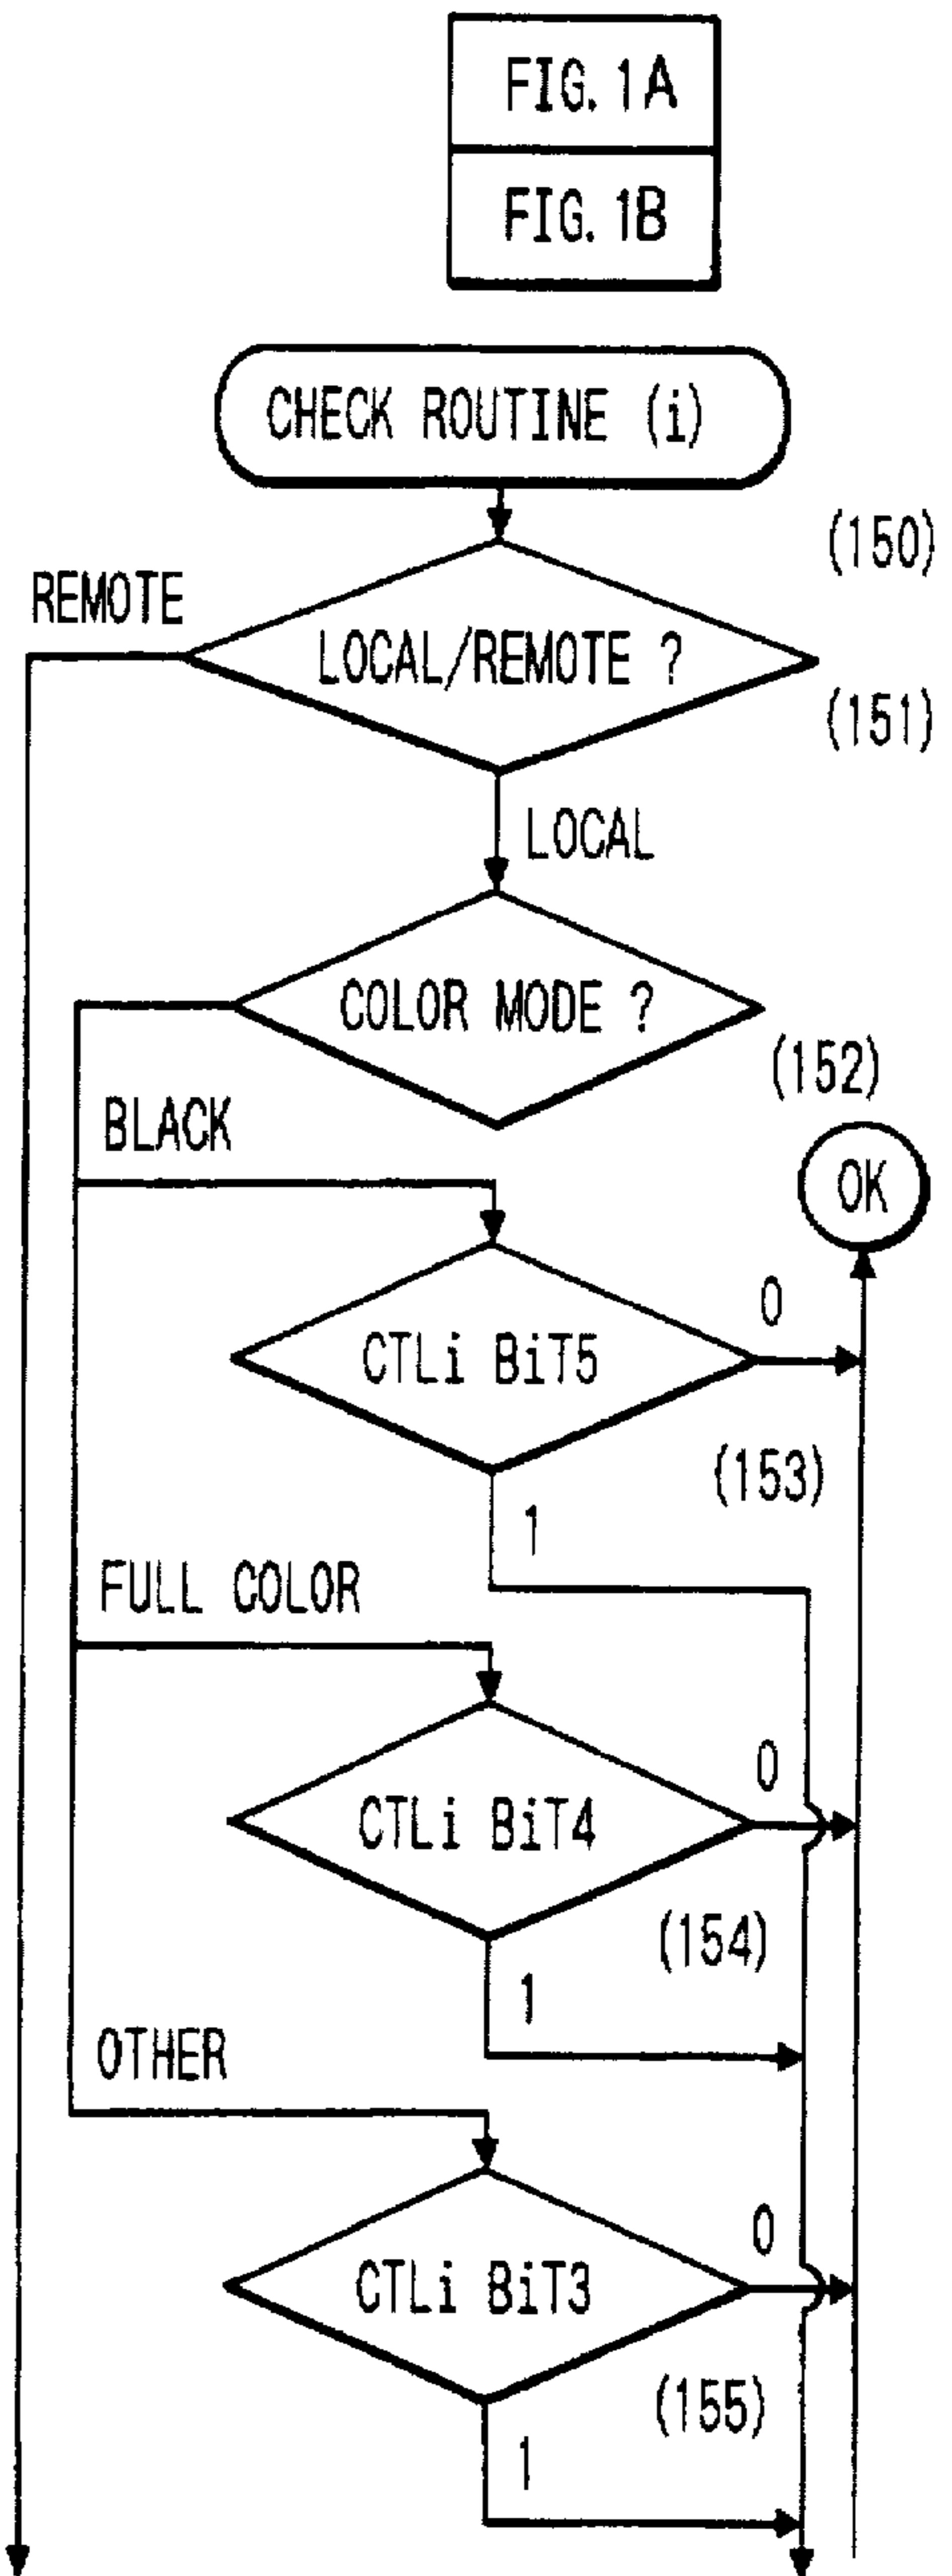 FIG. 1A
FIG. 1B
CHECK ROUTINE (i)
(150)
REMOTE
LOCAL/REMOTE ?
(151)
LOCAL
COLOR MODE ?
(152)
BLACK
OK
0
CTLi BiT5
(153)
1
FULL COLOR
0
CTLi BiT4
(154)
1
OTHER
0
CTLi BiT3
(155)
1